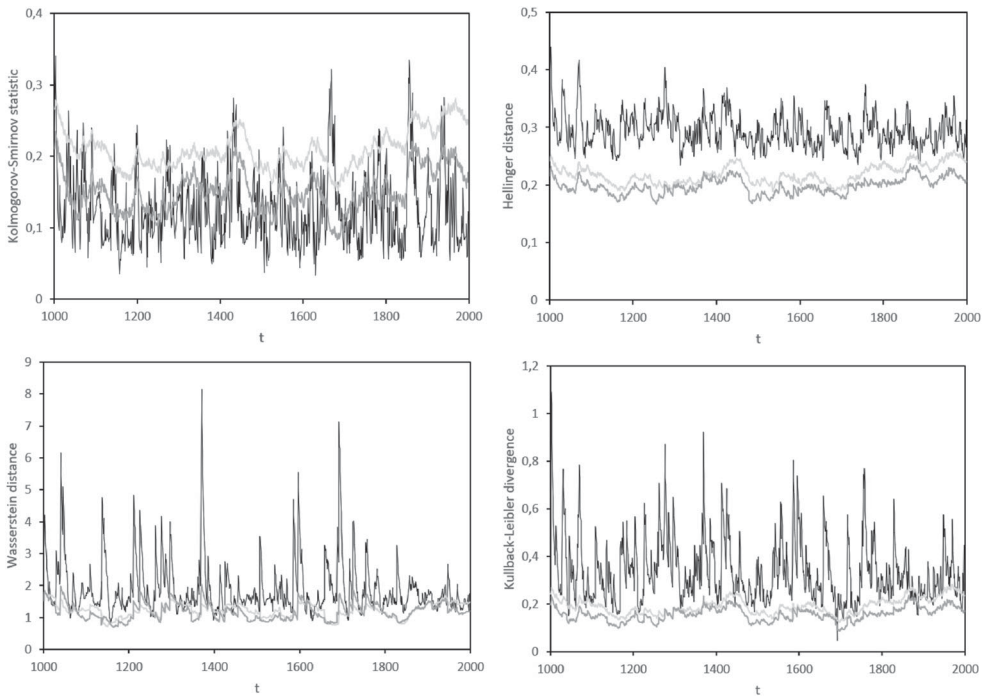 0,4
0,3
0,2
0,1
0
Kolmogorov-Smirnov statistic
1000 1200 1400 1600 1800 2000
t
0,5
0,4
0,3
0,2
0,1
0
Hellinger distance
1000 1200 1400 1600 1800 2000
t
9
8
7
6
5
4
3
2
1
0
Wasserstein distance
1000 1200 1400 1600 1800 2000
t
1,2
1
0,8
0,6
0,4
0,2
0
Kullback-Leibler divergence
1000 1200 1400 1600 1800 2000
t